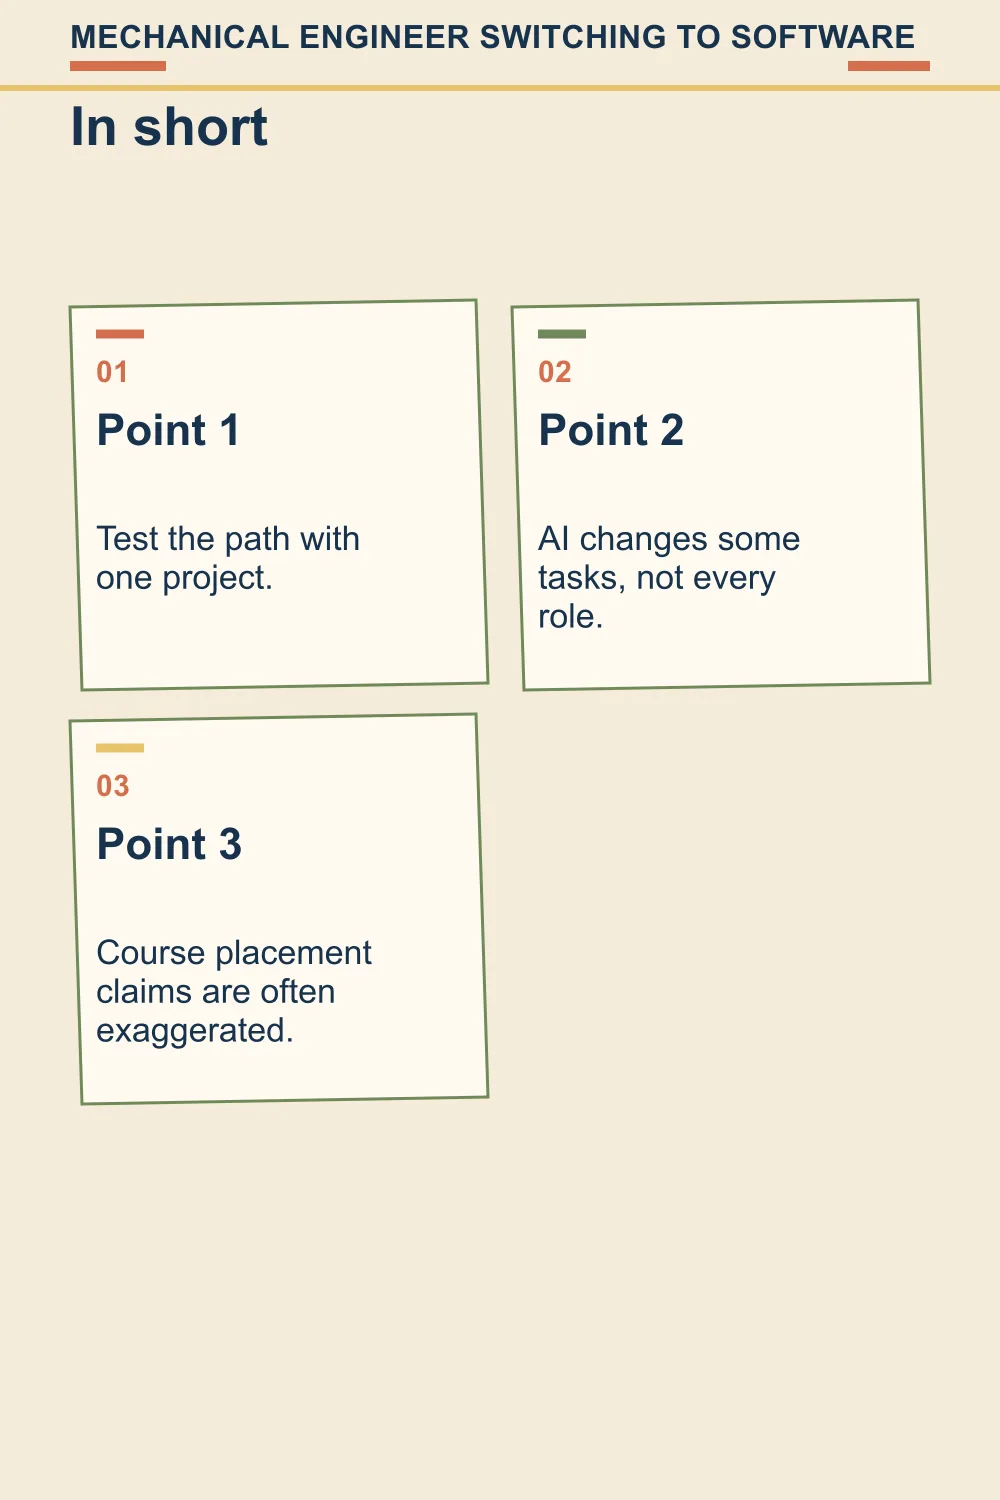 MECHANICAL ENGINEER SWITCHING TO SOFTWARE
In short
01
Point 1
Test the path with
one project.
02
Point 2
AI changes some
tasks, not every
role.
03
Point 3
Course placement
claims are often
exaggerated.